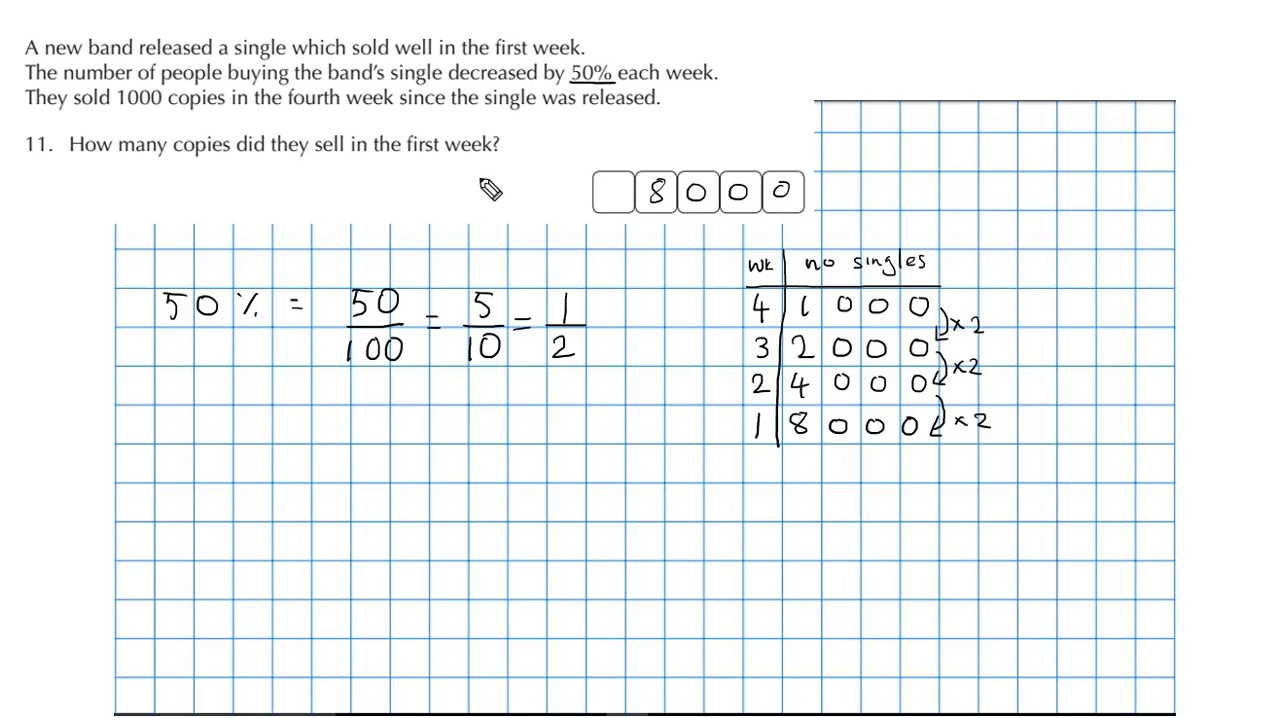 A new band released a single which sold well in the first week.
The number of people buying the band's single decreased by 50% each week.
They sold 1000 copies in the fourth week since the single was released.
11. How many copies did they sell in the first week?
8000
50% = 50/100 = 5/10 = 1/2
wk no singles
4 1000
×2
3 2000
×2
2 4000
×2
1 8000